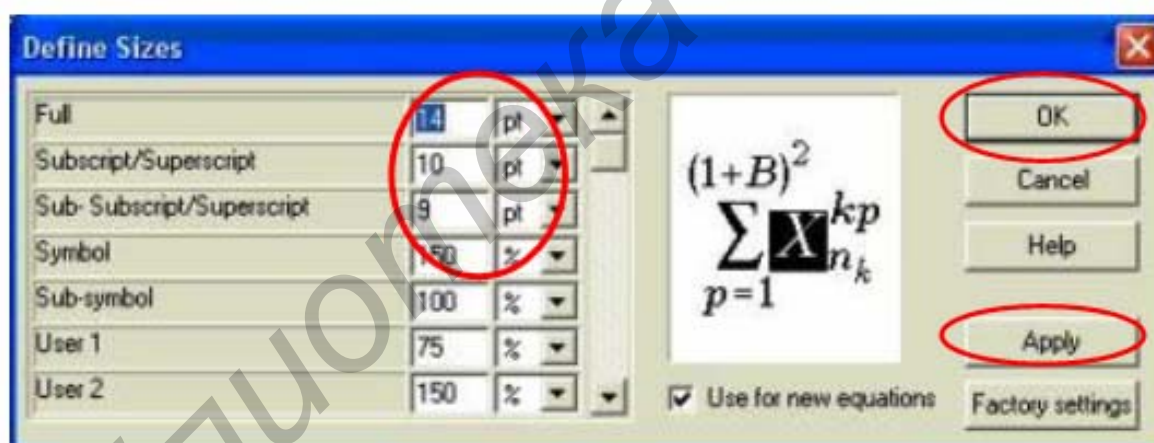 Define Sizes
Full 14 pt
Subscript/Superscript 10 pt
Sub- Subscript/Superscript 9 pt
Symbol 150 %
Sub-symbol 100 %
User 1 75 %
User 2 150 %
(1+B)^2
∑ X kp
n_k
p=1
Use for new equations
OK
Cancel
Help
Apply
Factory settings